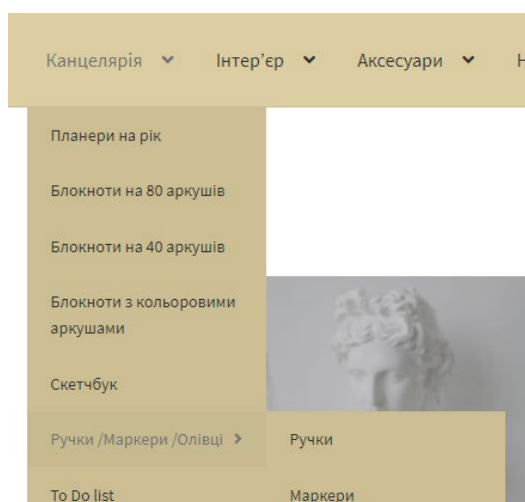 Канцелярія Інтер’єр Аксесуари Н
Планери на рік
Блокноти на 80 аркушів
Блокноти на 40 аркушів
Блокноти з кольоровими
аркушами
Скетчбук
Ручки /Маркери /Олівці Ручки
To Do list Маркери